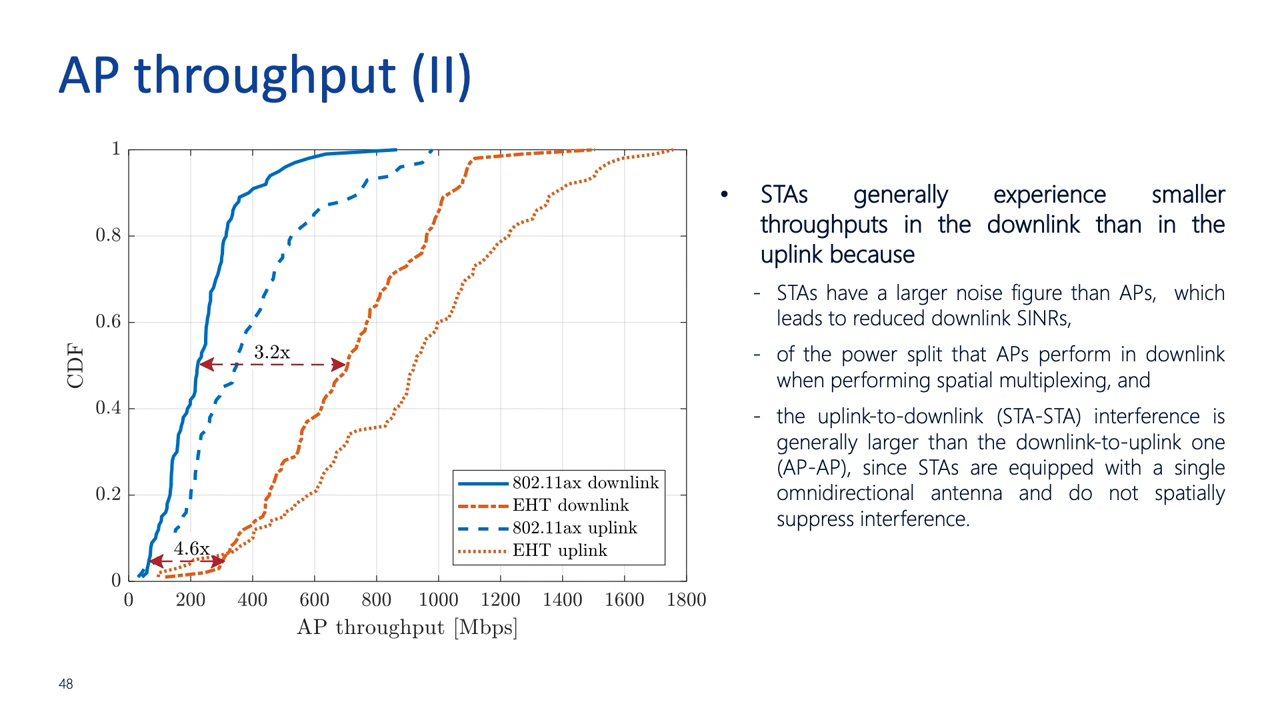 AP throughput (II)
1
0.8
0.6
0.4
0.2
0
CDF
3.2x
4.6x
802.11ax downlink
EHT downlink
802.11ax uplink
EHT uplink
0 200 400 600 800 1000 1200 1400 1600 1800
AP throughput [Mbps]
• STAs generally experience smaller
throughputs in the downlink than in the
uplink because
- STAs have a larger noise figure than APs, which
leads to reduced downlink SINRs,
- of the power split that APs perform in downlink
when performing spatial multiplexing, and
- the uplink-to-downlink (STA-STA) interference is
generally larger than the downlink-to-uplink one
(AP-AP), since STAs are equipped with a single
omnidirectional antenna and do not spatially
suppress interference.
48